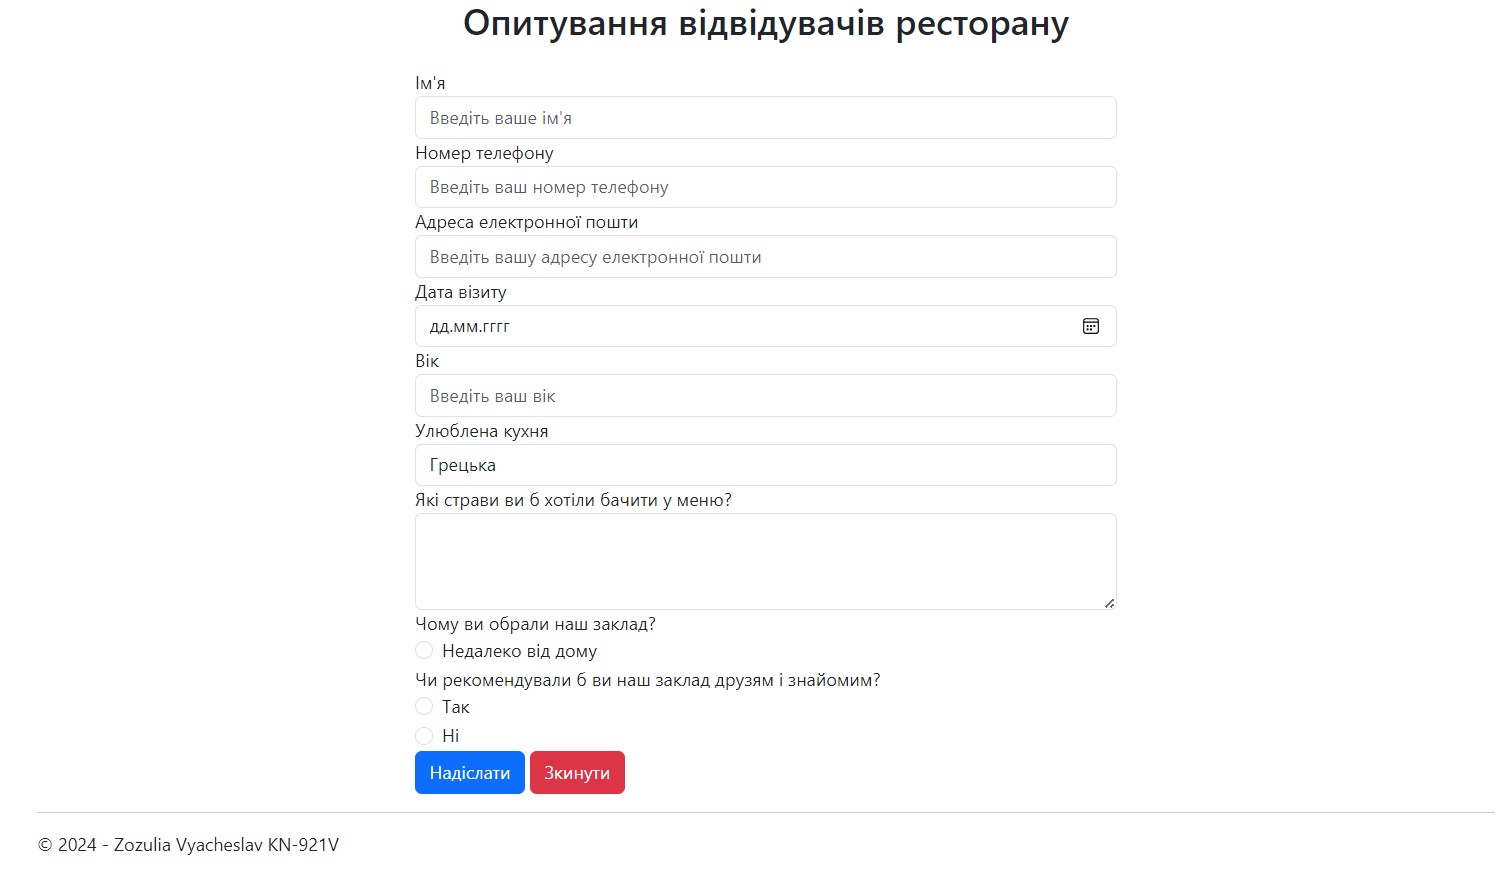 Опитування відвідувачів ресторану
Ім'я
Введіть ваше ім'я
Номер телефону
Введіть ваш номер телефону
Адреса електронної пошти
Введіть вашу адресу електронної пошти
Дата візиту
дд.мм.гггг
Вік
Введіть ваш вік
Улюблена кухня
Грецька
Які страви ви б хотіли бачити у меню?
Чому ви обрали наш заклад?
Недалеко від дому
Чи рекомендували б ви наш заклад друзям і знайомим?
Так
Ні
Надіслати Зкинути
© 2024 - Zozulia Vyacheslav KN-921V